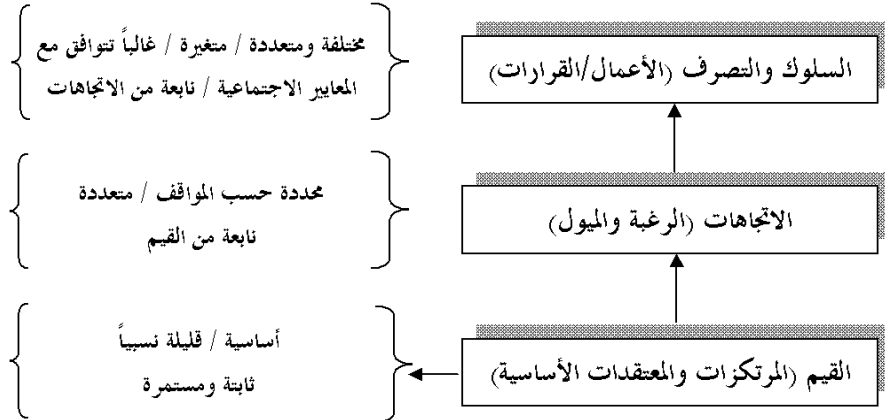 السلوك والتصرف (الأعمال/القرارات)
مختلفة ومتعددة / متغيرة / غالباً تتوافق مع
المعايير الاجتماعية / نابعة من الاتجاهات
الاتجاهات (الرغبة والميول)
محددة حسب المواقف / متعددة
نابعة من القيم
القيم (المرتكزات والمعتقدات الأساسية)
أساسية / قليلة نسبياً
ثابتة ومستمرة